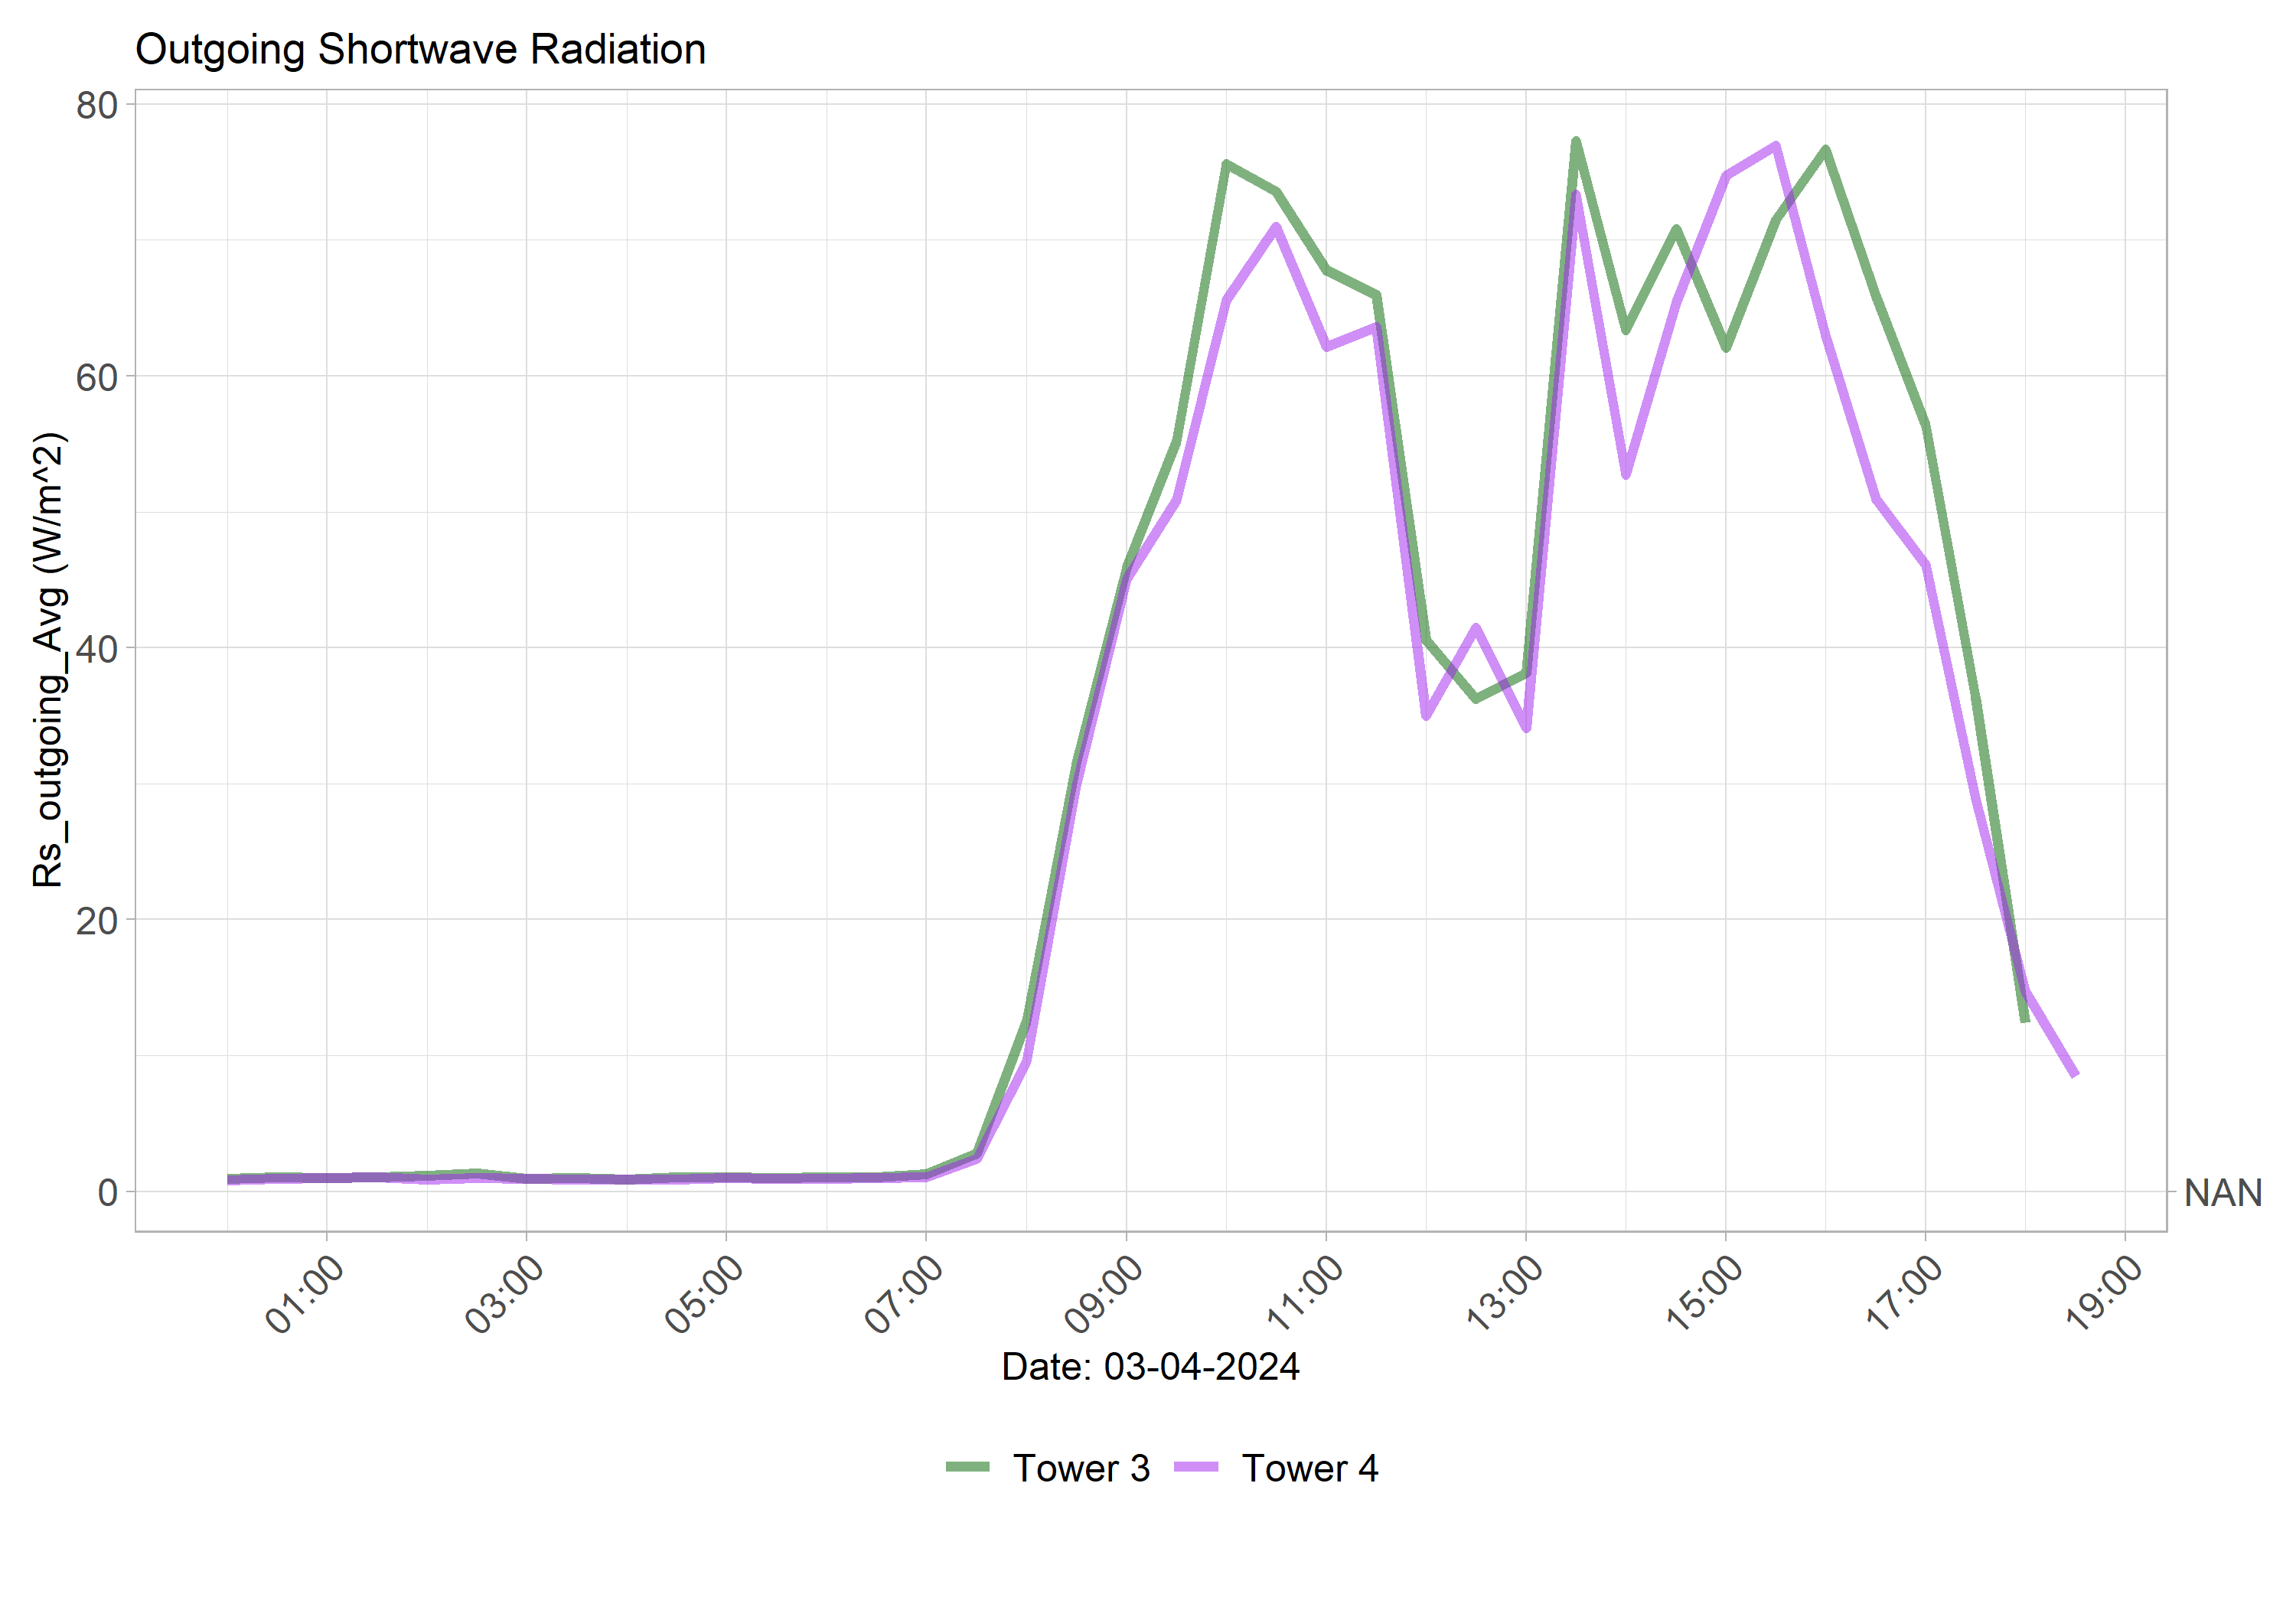 Outgoing Shortwave Radiation
Rs_outgoing_Avg (W/m^2)
80
60
40
20
0
NAN
01:00 03:00 05:00 07:00 09:00 11:00 13:00 15:00 17:00 19:00
Date: 03-04-2024
Tower 3 Tower 4